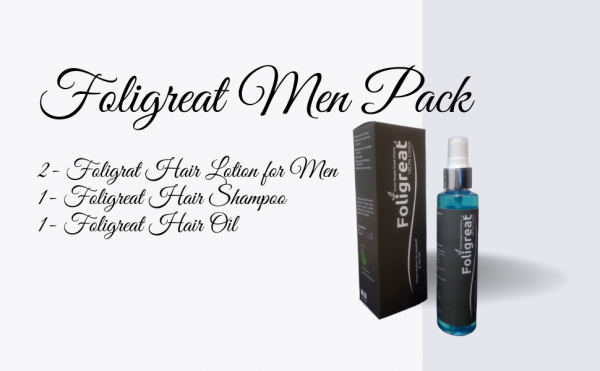 Foligreat Men Pack
2- Foligrat Hair Lotion for Men
1- Foligreat Hair Shampoo
1- Foligreat Hair Oil
Foligreat
Foligreat